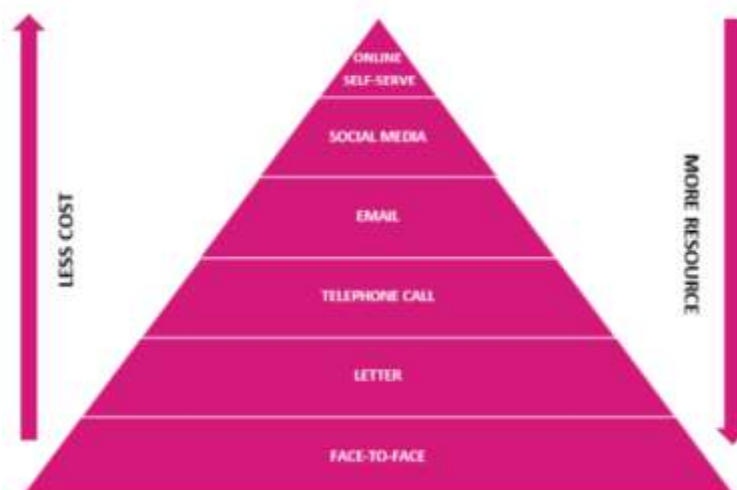 ONLINE
SELF-SERVE
SOCIAL MEDIA
EMAIL
TELEPHONE CALL
LETTER
FACE-TO-FACE
LESS COST
MORE RESOURCE